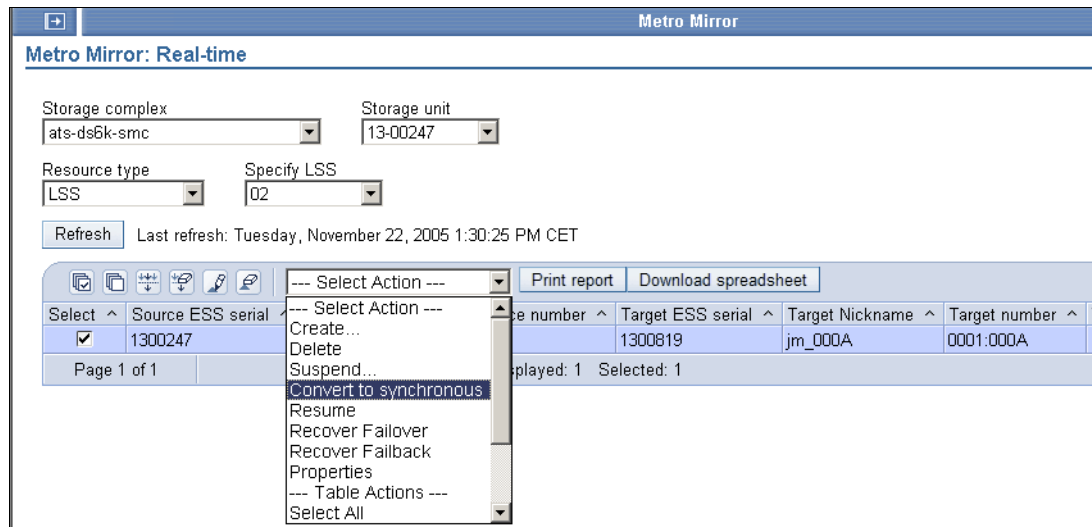 Metro Mirror
Metro Mirror: Real-time
Storage complex Storage unit
ats-ds6k-smc 13-00247
Resource type Specify LSS
LSS 02
Refresh Last refresh: Tuesday, November 22, 2005 1:30:25 PM CET
--- Select Action --- Print report Download spreadsheet
Select ^ Source ESS serial ce number ^ Target ESS serial ^ Target Nickname ^ Target number ^
1300247 1300819 jm_000A 0001:000A
Page 1 of 1 played: 1 Selected: 1
--- Select Action ---
Create...
Delete
Suspend...
Convert to synchronous
Resume
Recover Failover
Recover Failback
Properties
--- Table Actions ---
Select All